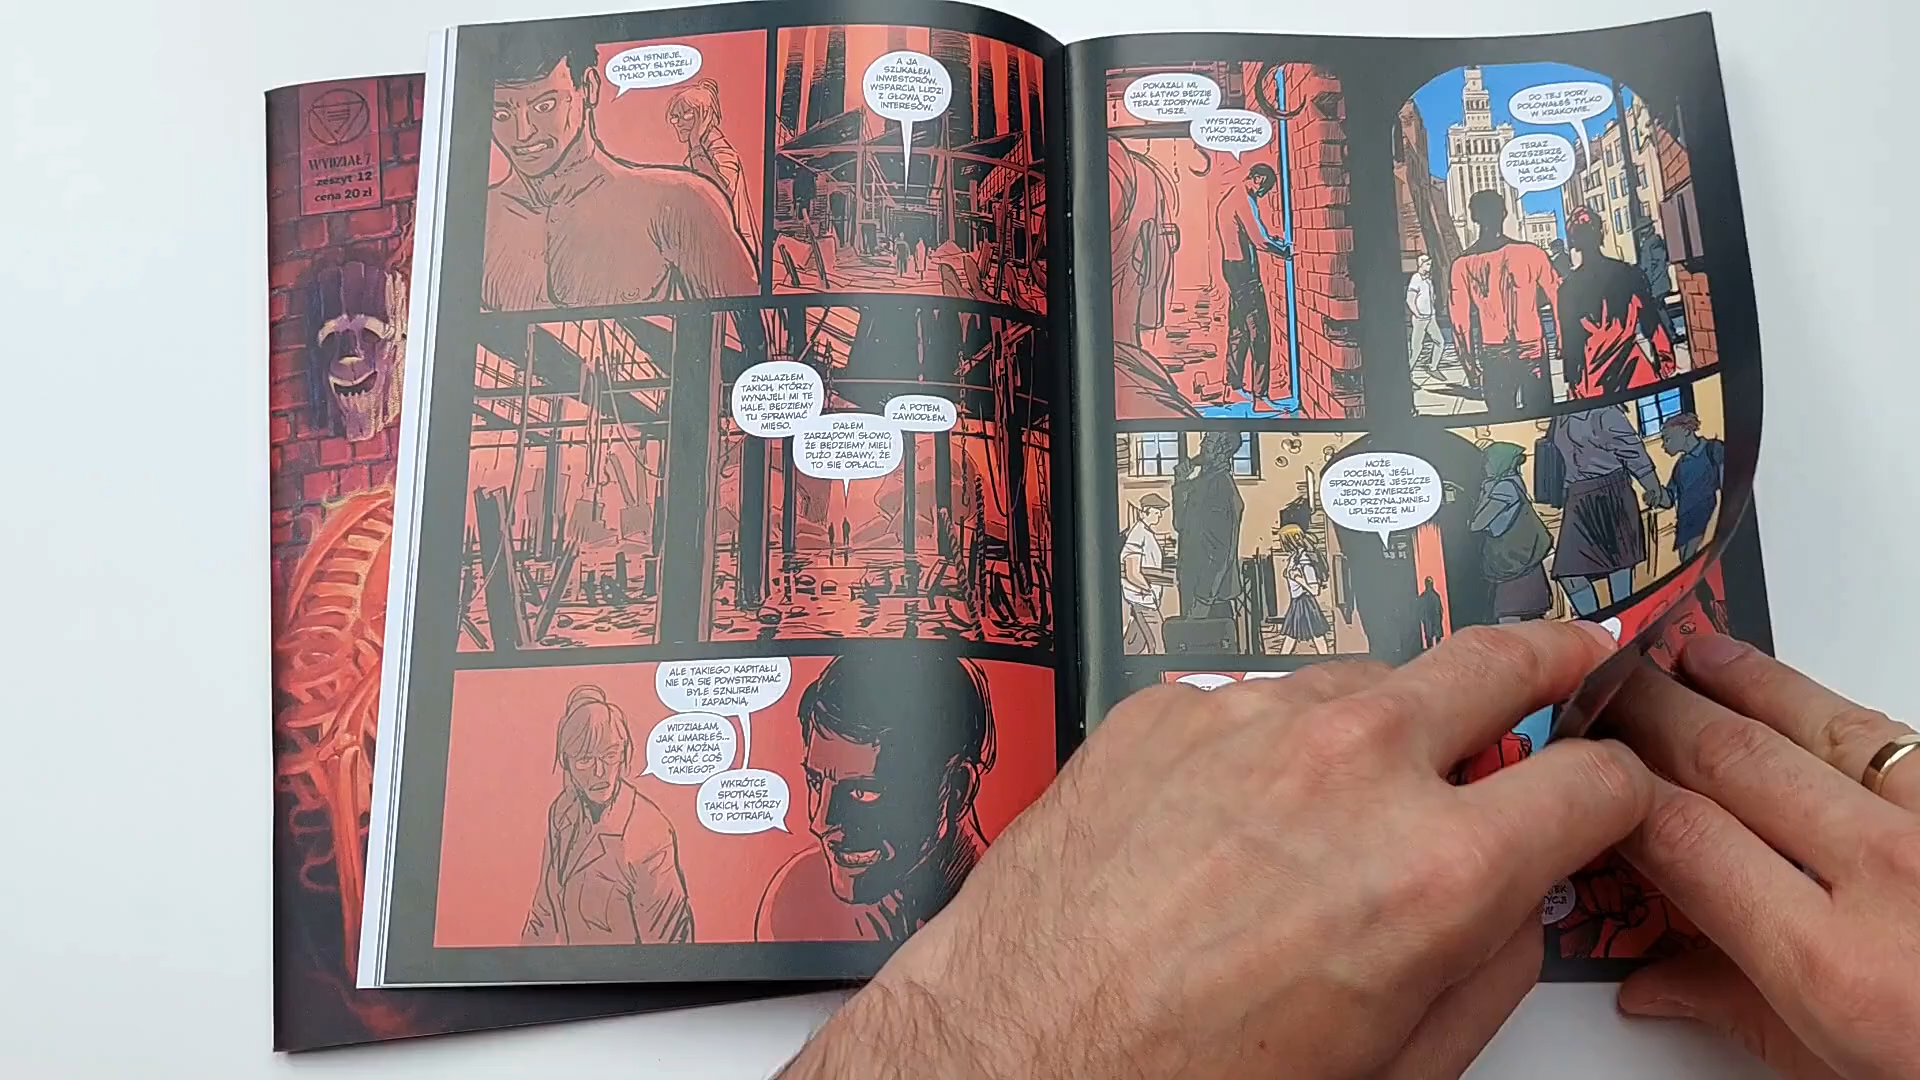 WYDZIAŁ 7
zeszyt 12
cena 20 zł
ONA ISTNIEJE.
CHŁOPCY SŁYSZELI
TYLKO POŁOWĘ.
A JA
SZUKAŁEM
INWESTORÓW,
WSPARCIA LUDZI
Z GŁOWĄ DO
INTERESÓW.
ZNALAZŁEM
TAKICH, KTÓRZY
WYNAJĘLI MI TĘ
HALĘ. BĘDZIEMY
TU SPRAWIAĆ
MIĘSO.
DAŁEM
ZARZĄDOWI SŁOWO,
ŻE BĘDZIEMY MIELI
DUŻO ZABAWY, ŻE
TO SIĘ OPŁACI...
A POTEM
ZAWIODŁEM.
ALE TAKIEGO KAPITAŁU
NIE DA SIĘ POWSTRZYMAĆ
BYLE SZNUREM
I ZAPADNIĄ.
WIDZIAŁAM,
JAK UMARŁEŚ...
JAK MOŻNA
COFNĄĆ COŚ
TAKIEGO?
WKRÓTCE
SPOTKASZ
TAKICH, KTÓRZY
TO POTRAFIĄ.
POKAZALI MI,
JAK ŁATWO BĘDZIE
TERAZ ZDOBYWAĆ
TUSZE.
WYSTARCZY
TYLKO TROCHĘ
WYOBRAŹNI.
DO TEJ PORY
POLOWAŁEŚ TYLKO
W KRAKOWIE.
TERAZ
ROZSZERZĘ
DZIAŁALNOŚĆ
NA CAŁĄ
POLSKĘ.
MOŻE
DOCENIĄ, JEŚLI
SPROWADZĘ JESZCZE
JEDNO ZWIERZĘ?
ALBO PRZYNAJMNIEJ
UPUSZCZĘ MU
KRWI...